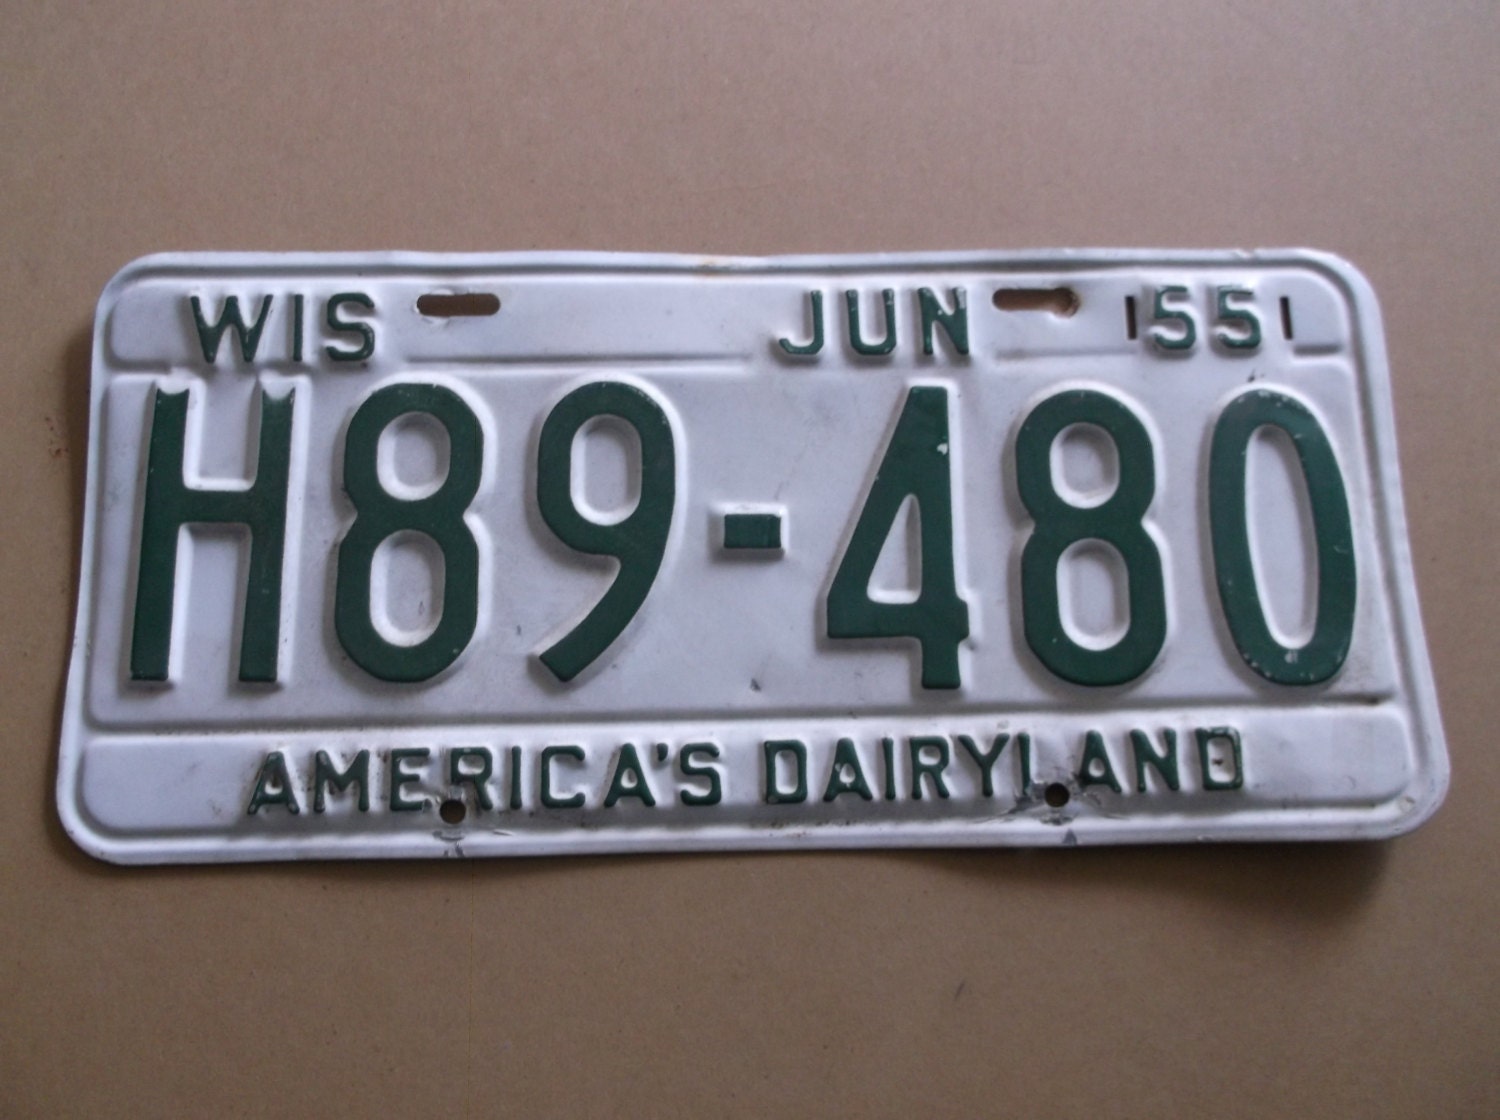 WIS JUN 55
H89-480
AMERICA'S DAIRYLAND